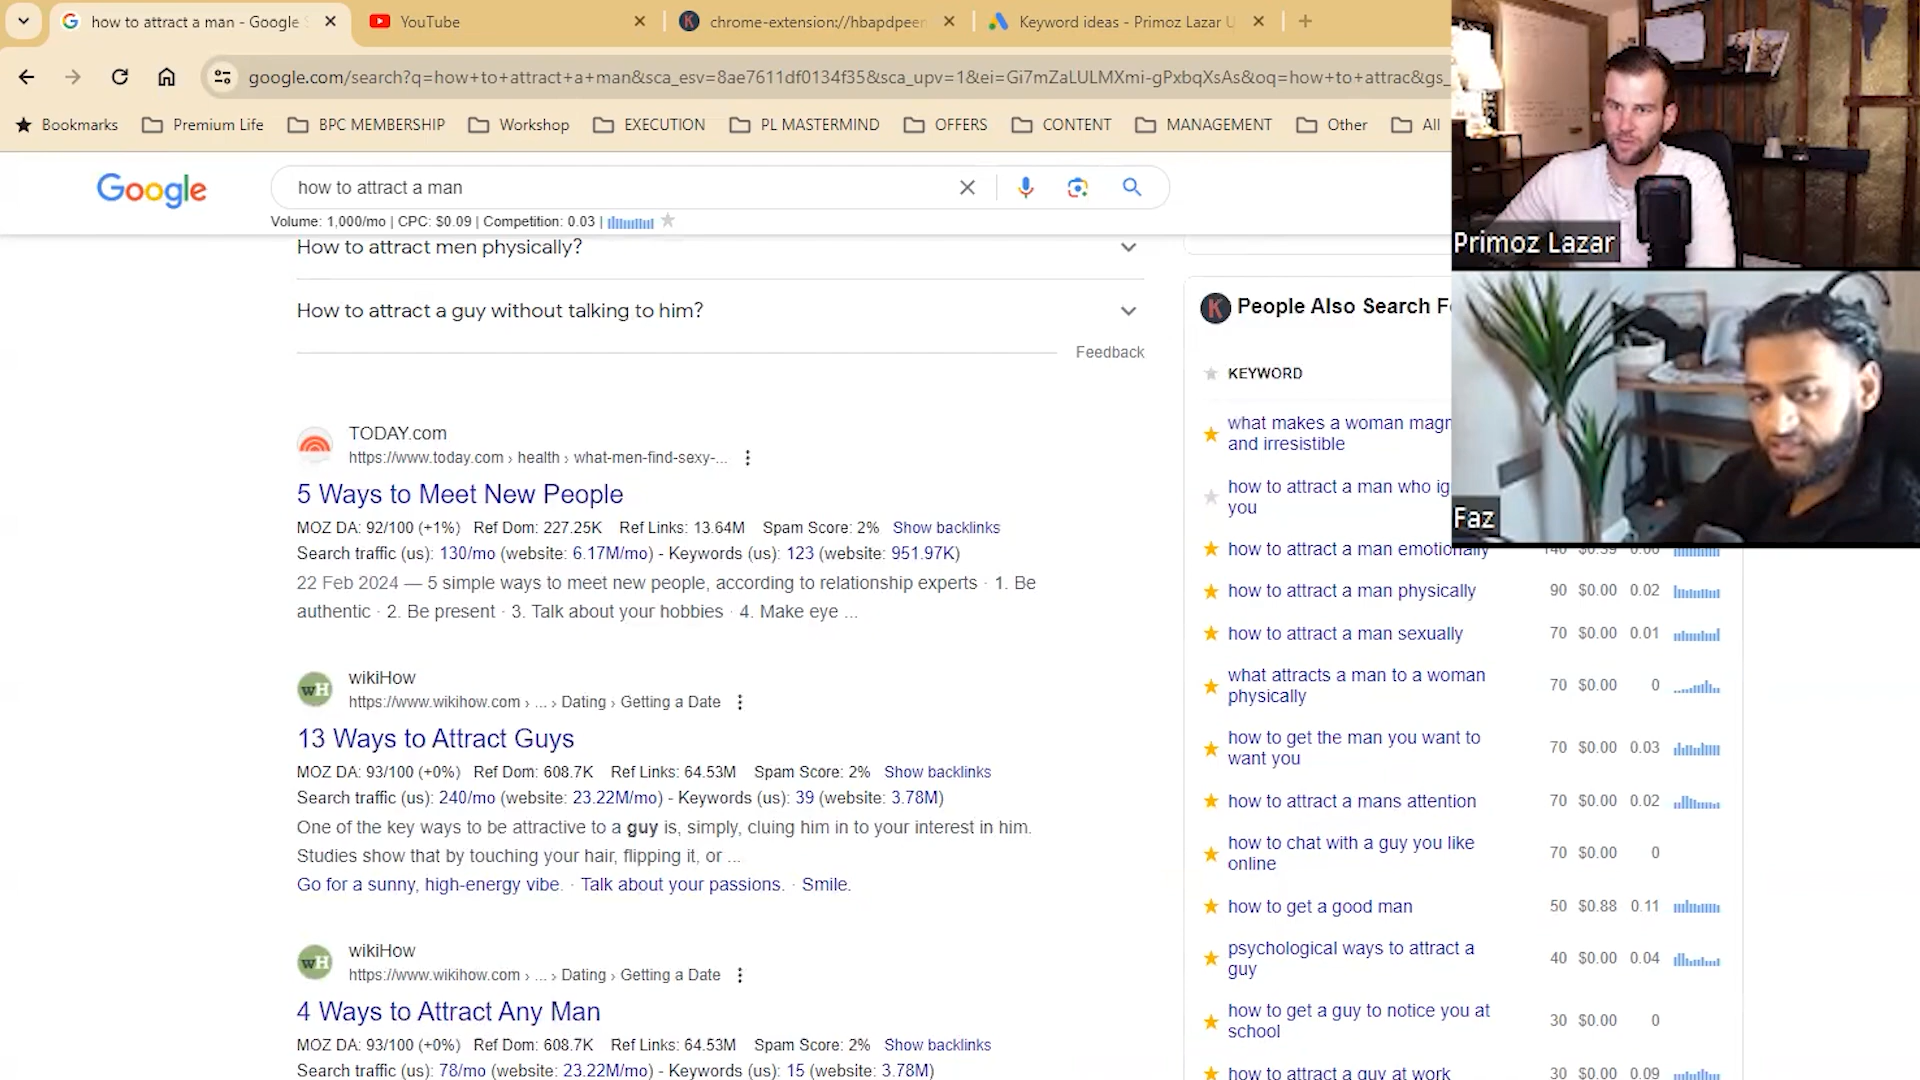 how to attract a man - Google S
YouTube
chrome-extension://hbapdpeen
Keyword ideas - Primoz Lazar U
google.com/search?q=how+to+attract+a+man&sca_esv=8ae7611df0134f35&sca_upv=1&ei=Gi7mZaLULMXmi-gPxbqXsAs&oq=how+to+attrac&gs_
Bookmarks
Premium Life
BPC MEMBERSHIP
Workshop
EXECUTION
PL MASTERMIND
OFFERS
CONTENT
MANAGEMENT
Other
All
Google
how to attract a man
Volume: 1,000/mo | CPC: $0.09 | Competition: 0.03 |
How to attract men physically?
How to attract a guy without talking to him?
Feedback
TODAY.com
https://www.today.com › health › what-men-find-sexy-...
5 Ways to Meet New People
MOZ DA: 92/100 (+1%) Ref Dom: 227.25K Ref Links: 13.64M Spam Score: 2% Show backlinks
Search traffic (us): 130/mo (website: 6.17M/mo) - Keywords (us): 123 (website: 951.97K)
22 Feb 2024 — 5 simple ways to meet new people, according to relationship experts · 1. Be
authentic · 2. Be present · 3. Talk about your hobbies · 4. Make eye ...
wH
wikiHow
https://www.wikihow.com › ... › Dating › Getting a Date
13 Ways to Attract Guys
MOZ DA: 93/100 (+0%) Ref Dom: 608.7K Ref Links: 64.53M Spam Score: 2% Show backlinks
Search traffic (us): 240/mo (website: 23.22M/mo) - Keywords (us): 39 (website: 3.78M)
One of the key ways to be attractive to a guy is, simply, cluing him in to your interest in him.
Studies show that by touching your hair, flipping it, or ...
Go for a sunny, high-energy vibe. · Talk about your passions. · Smile.
wH
wikiHow
https://www.wikihow.com › ... › Dating › Getting a Date
4 Ways to Attract Any Man
MOZ DA: 93/100 (+0%) Ref Dom: 608.7K Ref Links: 64.53M Spam Score: 2% Show backlinks
Search traffic (us): 78/mo (website: 23.22M/mo) - Keywords (us): 15 (website: 3.78M)
K People Also Search F
KEYWORD
what makes a woman magn
and irresistible
how to attract a man who ig
you
how to attract a man emotionally 140 $0.39 0.06
how to attract a man physically 90 $0.00 0.02
how to attract a man sexually 70 $0.00 0.01
what attracts a man to a woman
physically 70 $0.00 0
how to get the man you want to
want you 70 $0.00 0.03
how to attract a mans attention 70 $0.00 0.02
how to chat with a guy you like
online 70 $0.00 0
how to get a good man 50 $0.88 0.11
psychological ways to attract a
guy 40 $0.00 0.04
how to get a guy to notice you at
school 30 $0.00 0
how to attract a guy at work 30 $0.00 0.09
Primoz Lazar
Faz